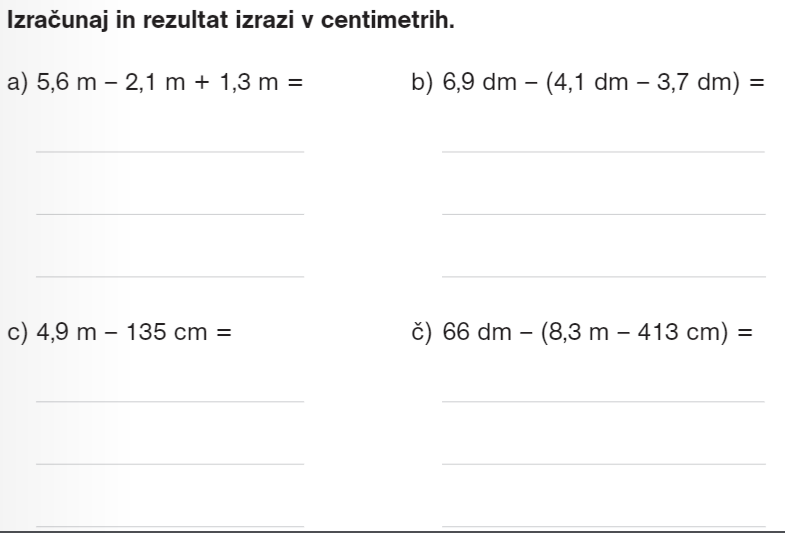 Izračunaj in rezultat izrazi v centimetrih.
a) 5,6 m − 2,1 m + 1,3 m =
b) 6,9 dm − (4,1 dm − 3,7 dm) =
c) 4,9 m − 135 cm =
č) 66 dm − (8,3 m − 413 cm) =